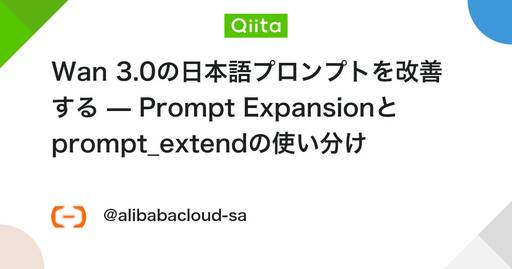 Qiita
Wan 3.0の日本語プロンプトを改善
する — Prompt Expansionと
prompt_extendの使い分け
@alibabacloud-sa